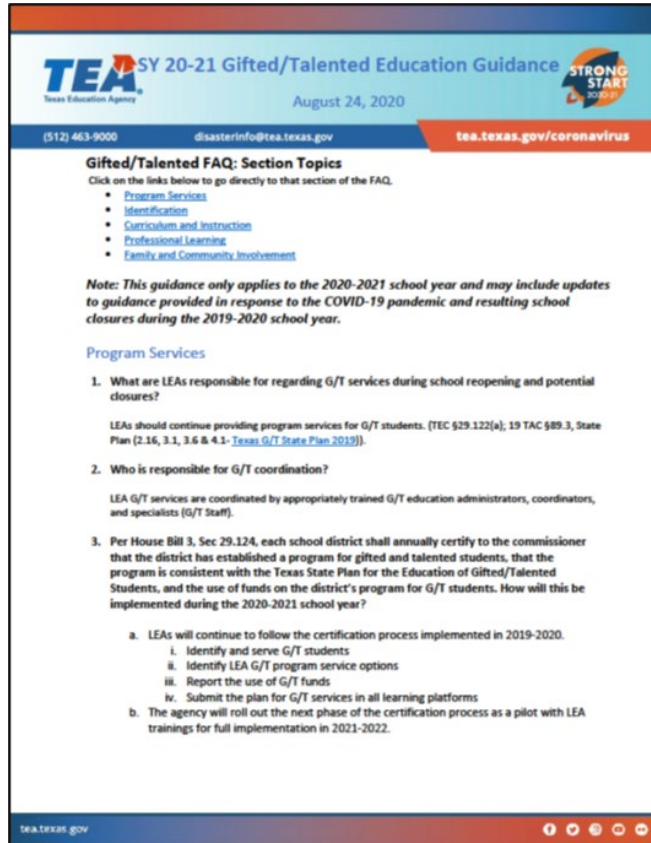 TEA
Texas Education Agency
SY 20-21 Gifted/Talented Education Guidance
August 24, 2020
STRONG
START
2020-21
(512) 463-9000 disasterinfo@tea.texas.gov tea.texas.gov/coronavirus
Gifted/Talented FAQ: Section Topics
Click on the links below to go directly to that section of the FAQ.
• Program Services
• Identification
• Curriculum and Instruction
• Professional Learning
• Family and Community Involvement
Note: This guidance only applies to the 2020-2021 school year and may include updates
to guidance provided in response to the COVID-19 pandemic and resulting school
closures during the 2019-2020 school year.
Program Services
1. What are LEAs responsible for regarding G/T services during school reopening and potential
closures?
LEAs should continue providing program services for G/T students. (TEC §29.122(a); 19 TAC §89.3, State
Plan (2.16, 3.1, 3.6 & 4.1- Texas G/T State Plan 2019)).
2. Who is responsible for G/T coordination?
LEA G/T services are coordinated by appropriately trained G/T education administrators, coordinators,
and specialists (G/T Staff).
3. Per House Bill 3, Sec 29.124, each school district shall annually certify to the commissioner
that the district has established a program for gifted and talented students, that the
program is consistent with the Texas State Plan for the Education of Gifted/Talented
Students, and the use of funds on the district's program for G/T students. How will this be
implemented during the 2020-2021 school year?
a. LEAs will continue to follow the certification process implemented in 2019-2020.
i. Identify and serve G/T students
ii. Identify LEA G/T program service options
iii. Report the use of G/T funds
iv. Submit the plan for G/T services in all learning platforms
b. The agency will roll out the next phase of the certification process as a pilot with LEA
trainings for full implementation in 2021-2022.
tea.texas.gov